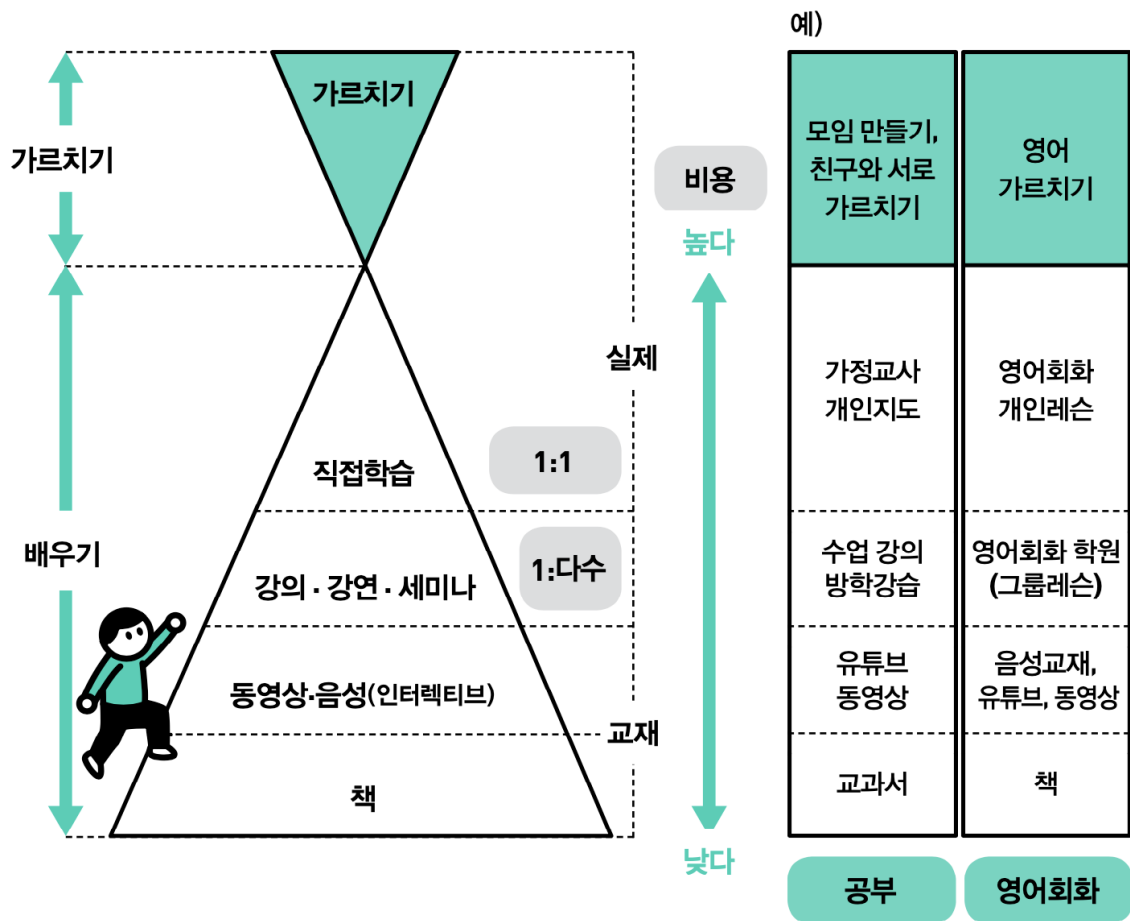 예)
가르치기
가르치기
비용
높다
모임 만들기,
친구와 서로
가르치기
영어
가르치기
실제
가정교사
개인지도
영어회화
개인레슨
직접학습
1:1
배우기
강의 · 강연 · 세미나
1:다수
수업 강의
방학강습
영어회화 학원
(그룹레슨)
동영상·음성(인터렉티브)
유튜브
동영상
음성교재,
유튜브, 동영상
교재
책
교과서
책
낮다
공부
영어회화